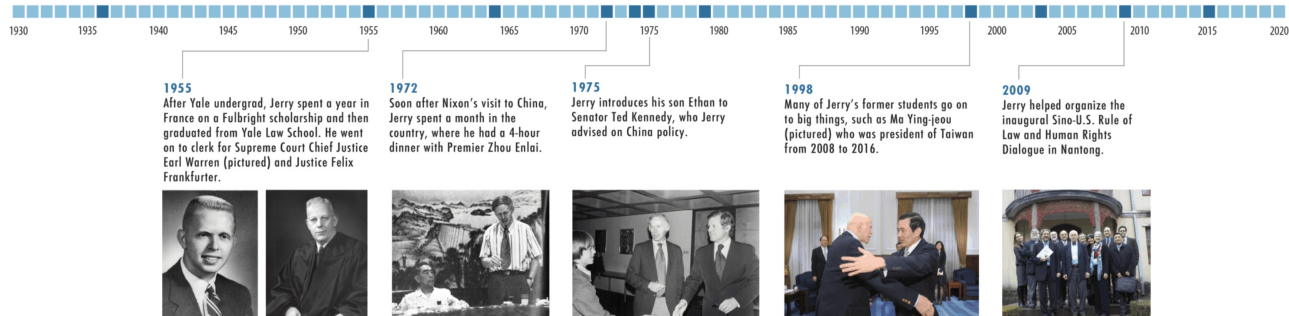 1930 1935 1940 1945 1950 1955 1960 1965 1970 1975 1980 1985 1990 1995 2000 2005 2010 2015 2020
1955
After Yale undergrad, Jerry spent a year in
France on a Fulbright scholarship and then
graduated from Yale Law School. He went
on to clerk for Supreme Court Chief Justice
Earl Warren (pictured) and Justice Felix
Frankfurter.
1972
Soon after Nixon's visit to China,
Jerry spent a month in the
country, where he had a 4-hour
dinner with Premier Zhou Enlai.
1975
Jerry introduces his son Ethan to
Senator Ted Kennedy, who Jerry
advised on China policy.
1998
Many of Jerry's former students go on
to big things, such as Ma Ying-jeou
(pictured) who was president of Taiwan
from 2008 to 2016.
2009
Jerry helped organize the
inaugural Sino-U.S. Rule of
Law and Human Rights
Dialogue in Nantong.